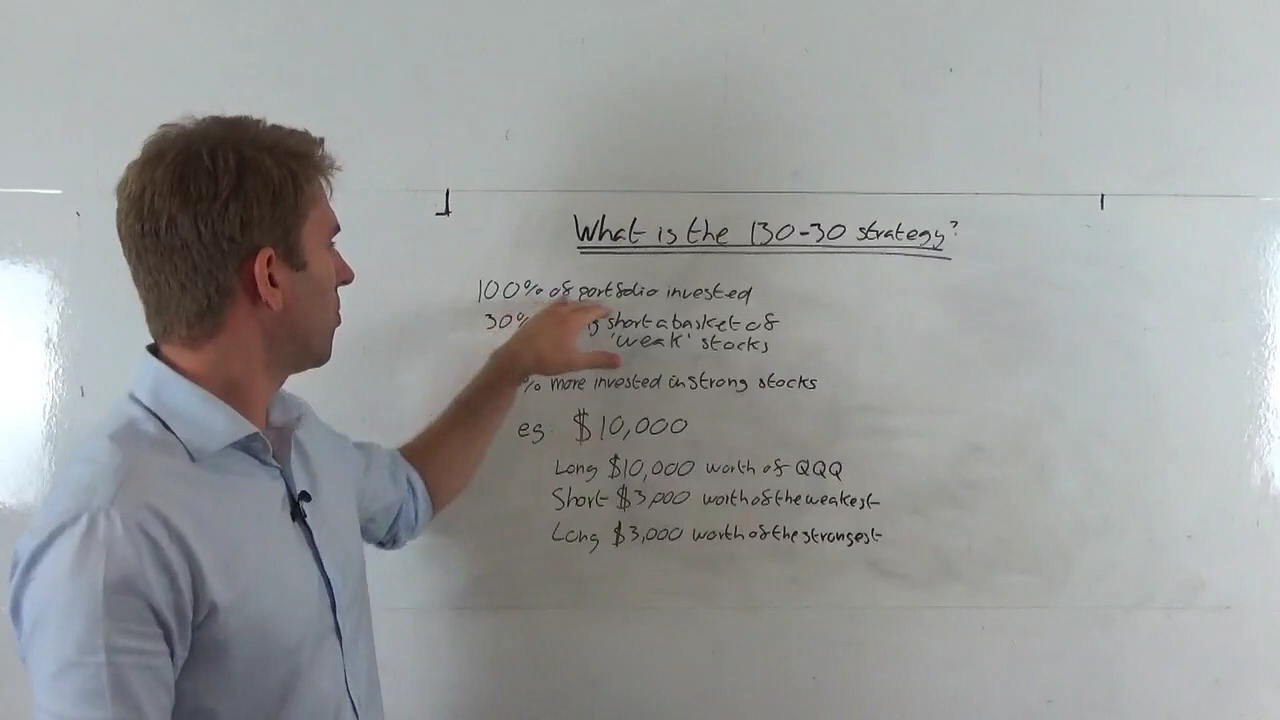 What is the 130-30 strategy?
100% of portfolio invested
30% short a basket of
'weak' stocks
% more invested in strong stocks
eg: $10,000
Long $10,000 worth of QQQ
Short $3,000 worth of the weakest
Long $3,000 worth of the strongest